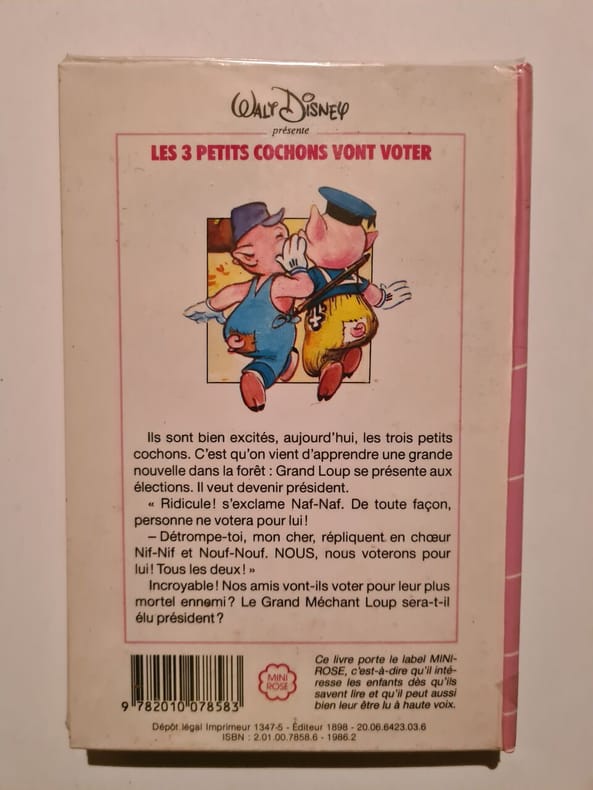 WALT DISNEY
présente
LES 3 PETITS COCHONS VONT VOTER
Ils sont bien excités, aujourd'hui, les trois petits
cochons. C'est qu'on vient d'apprendre une grande
nouvelle dans la forêt : Grand Loup se présente aux
élections. Il veut devenir président.
« Ridicule! s'exclame Naf-Naf. De toute façon,
personne ne votera pour lui!
– Détrompe-toi, mon cher, répliquent en chœur
Nif-Nif et Nouf-Nouf. NOUS, nous voterons pour
lui! Tous les deux! »
Incroyable! Nos amis vont-ils voter pour leur plus
mortel ennemi? Le Grand Méchant Loup sera-t-il
élu président?
9 782010 078583
MINI
ROSE
Ce livre porte le label MINI-
ROSE, c'est-à-dire qu'il inté-
resse les enfants dès qu'ils
savent lire et qu'il peut aussi
bien leur être lu à haute voix.
Dépôt légal Imprimeur 1347-5 - Éditeur 1898 - 20.06.6423.03.6
ISBN : 2.01.00.7858.6 - 1986.2